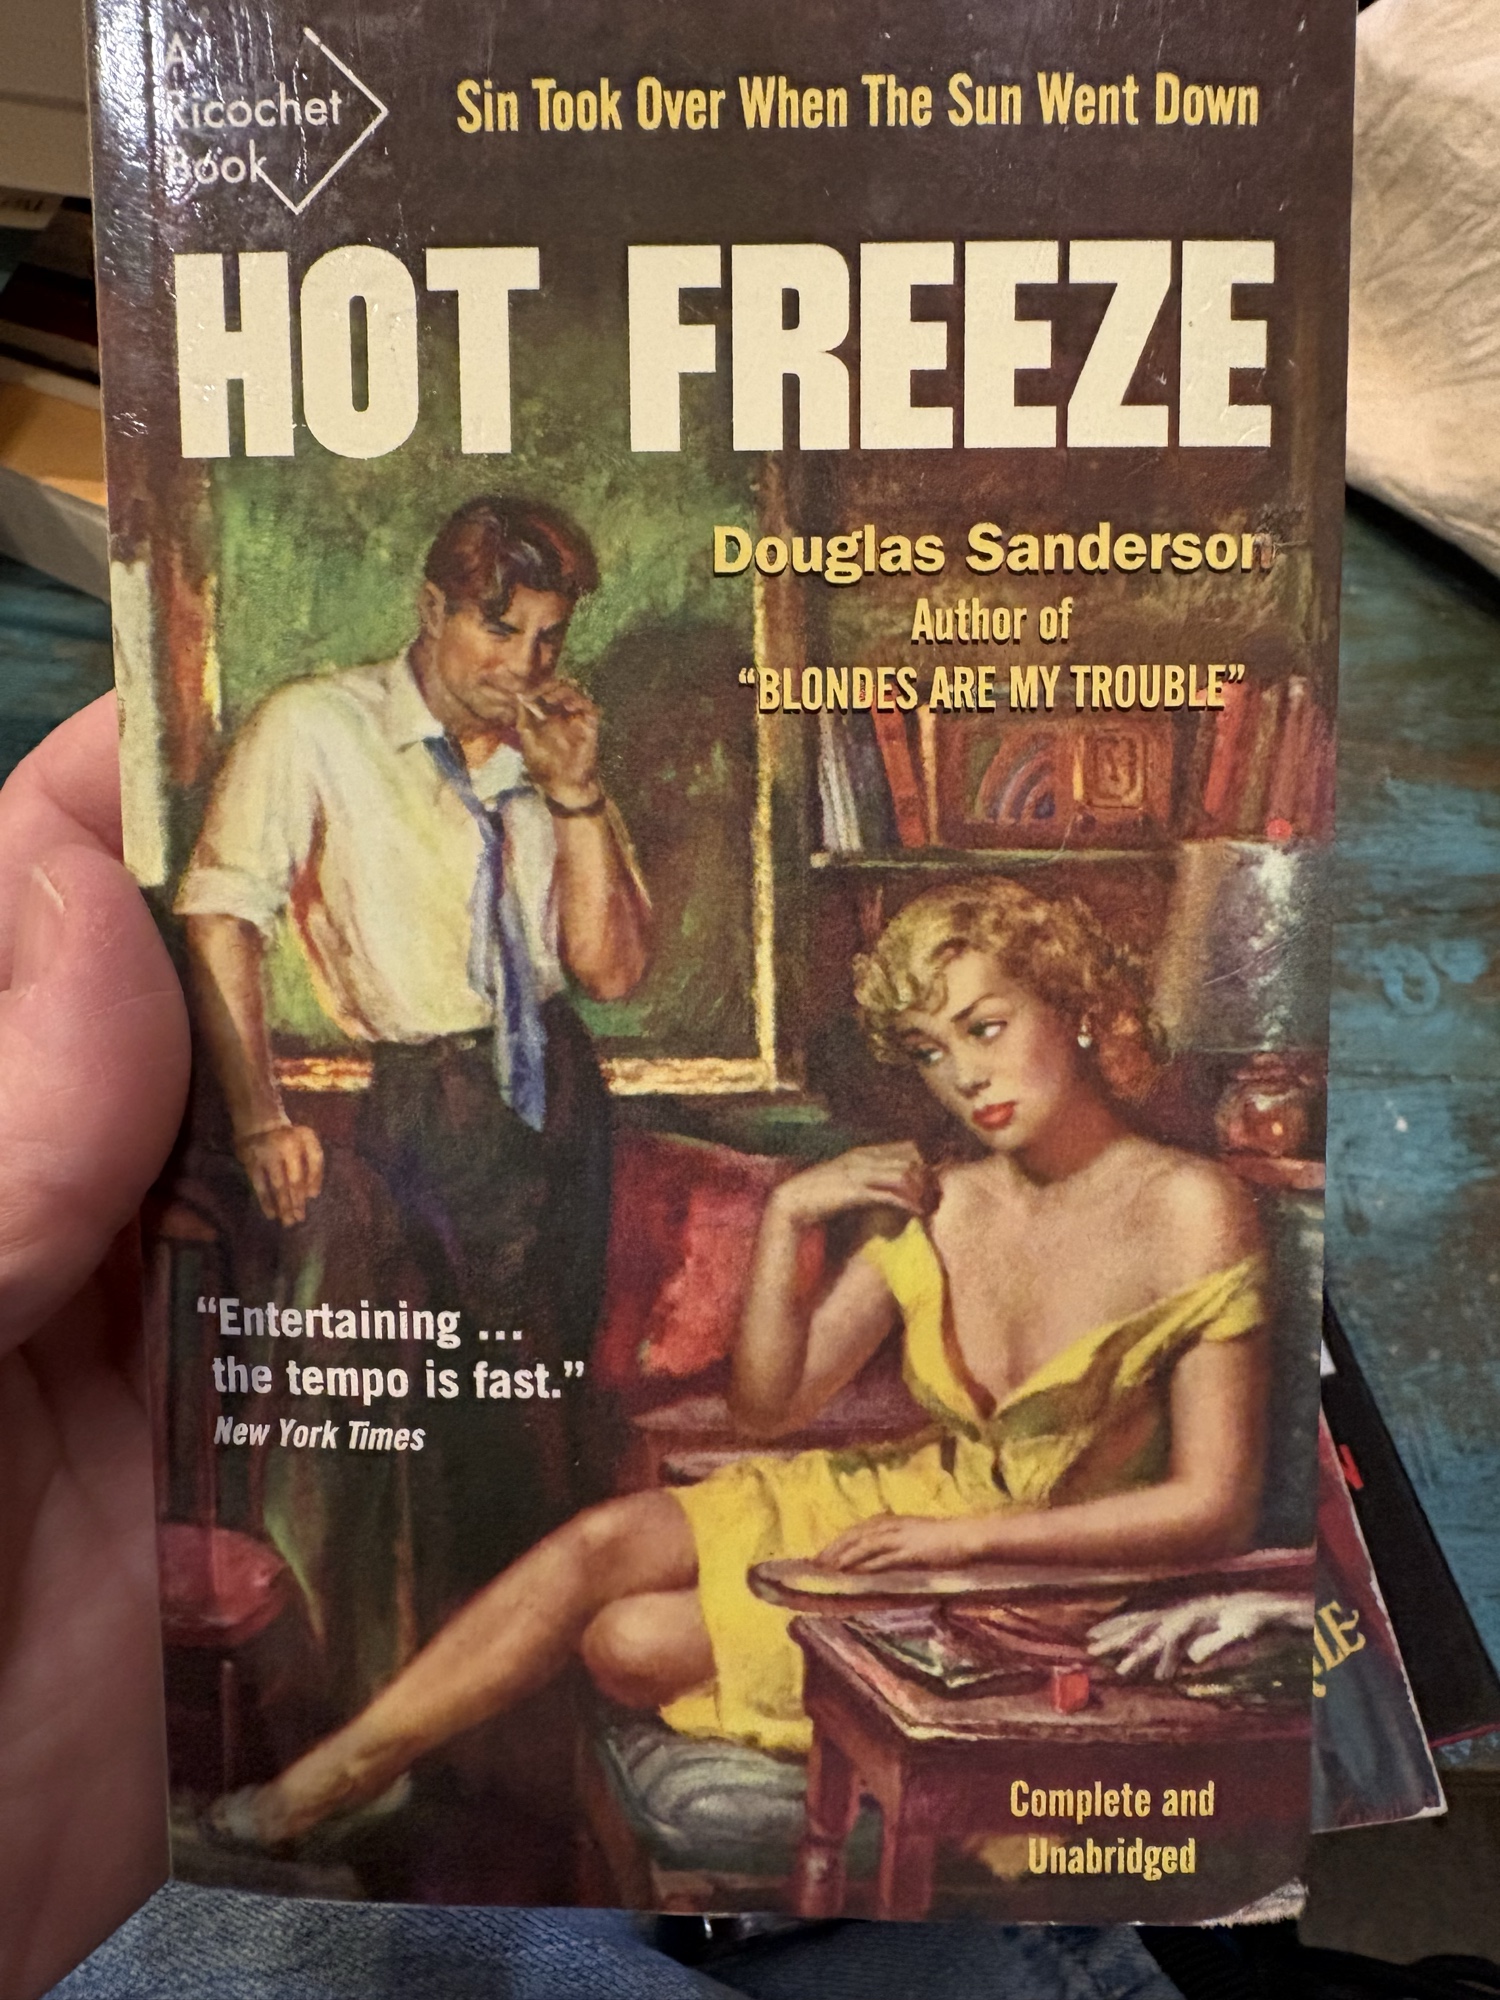 A
Ricochet
Book
Sin Took Over When The Sun Went Down
HOT FREEZE
Douglas Sanderson
Author of
“BLONDES ARE MY TROUBLE”
“Entertaining ...
the tempo is fast.”
New York Times
Complete and
Unabridged